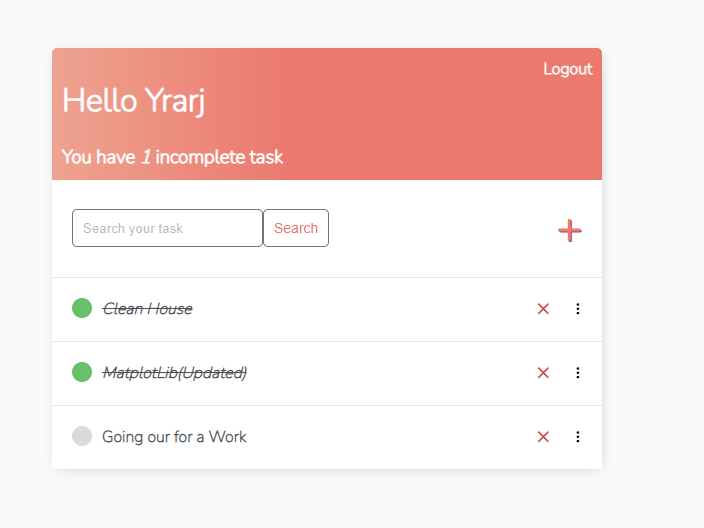 Logout
Hello Yrarj
You have 1 incomplete task
Search your task
Search
Clean House
MatplotLib(Updated)
Going our for a Work